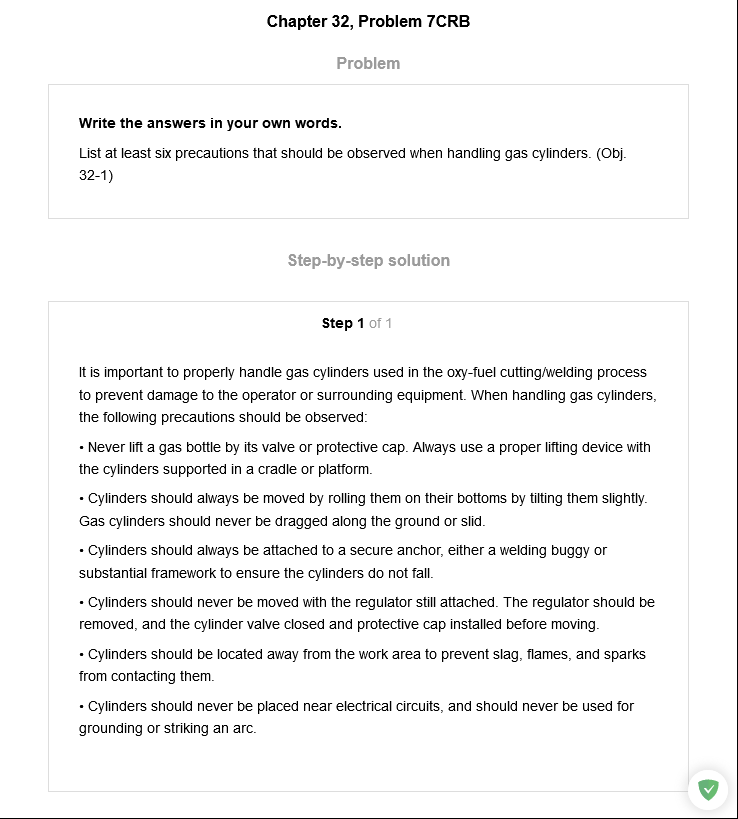 Chapter 32, Problem 7CRB
Problem
Write the answers in your own words.
List at least six precautions that should be observed when handling gas cylinders. (Obj.
32-1)
Step-by-step solution
Step 1 of 1
It is important to properly handle gas cylinders used in the oxy-fuel cutting/welding process
to prevent damage to the operator or surrounding equipment. When handling gas cylinders,
the following precautions should be observed:
• Never lift a gas bottle by its valve or protective cap. Always use a proper lifting device with
the cylinders supported in a cradle or platform.
• Cylinders should always be moved by rolling them on their bottoms by tilting them slightly.
Gas cylinders should never be dragged along the ground or slid.
• Cylinders should always be attached to a secure anchor, either a welding buggy or
substantial framework to ensure the cylinders do not fall.
• Cylinders should never be moved with the regulator still attached. The regulator should be
removed, and the cylinder valve closed and protective cap installed before moving.
• Cylinders should be located away from the work area to prevent slag, flames, and sparks
from contacting them.
• Cylinders should never be placed near electrical circuits, and should never be used for
grounding or striking an arc.